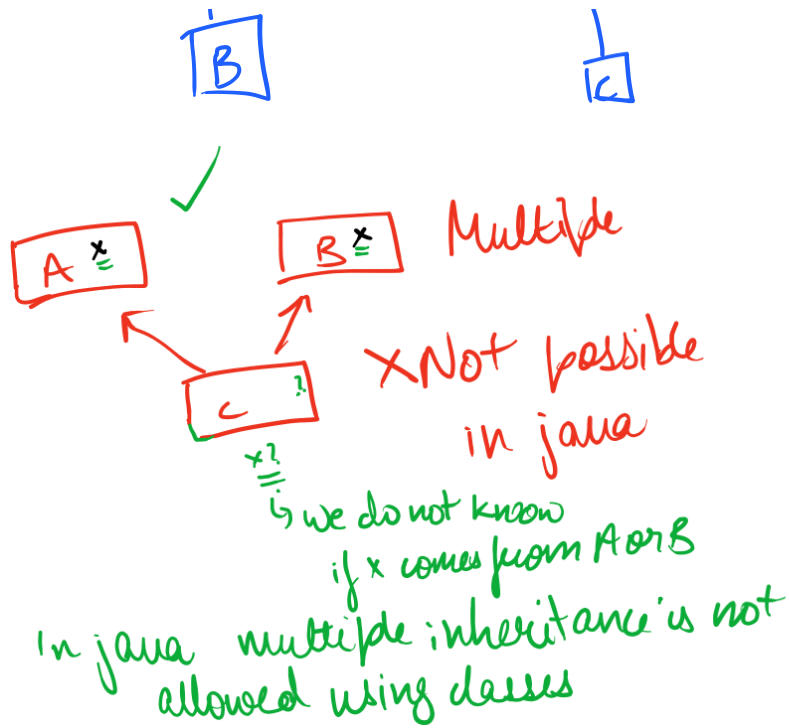 B C
A x B x Multiple
xNot possible
C ? in java
x?
↳ we do not know
if x comes from A or B
In java multiple inheritance is not
allowed using classes